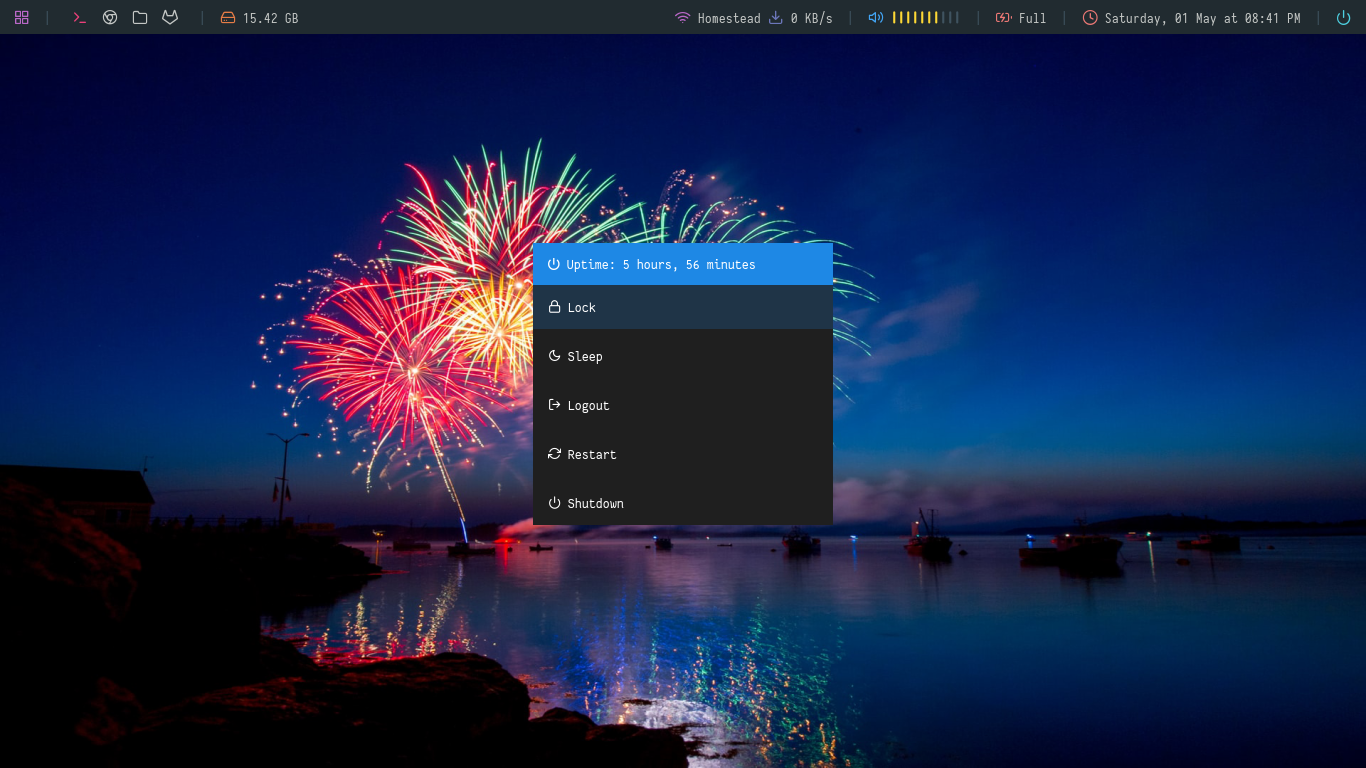 15.42 GB
Homestead 0 KB/s
Full
Saturday, 01 May at 08:41 PM
Uptime: 5 hours, 56 minutes
Lock
Sleep
Logout
Restart
Shutdown